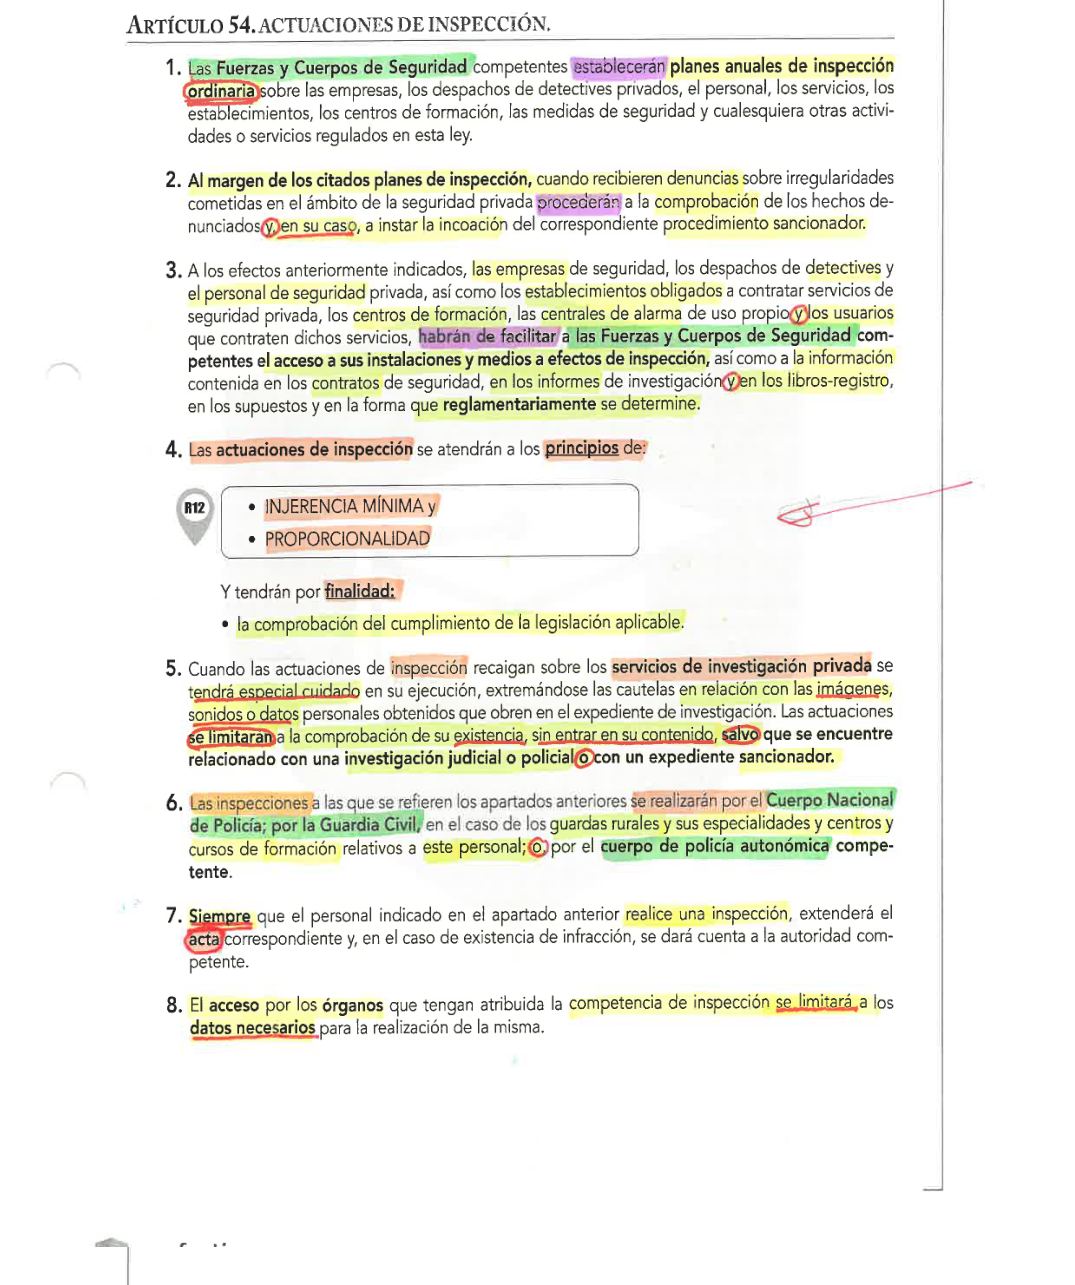 ARTÍCULO 54. ACTUACIONES DE INSPECCIÓN.
1. Las Fuerzas y Cuerpos de Seguridad competentes establecerán planes anuales de inspección
ordinaria sobre las empresas, los despachos de detectives privados, el personal, los servicios, los
establecimientos, los centros de formación, las medidas de seguridad y cualesquiera otras activi-
dades o servicios regulados en esta ley.
2. Al margen de los citados planes de inspección, cuando recibieren denuncias sobre irregularidades
cometidas en el ámbito de la seguridad privada procederán a la comprobación de los hechos de-
nunciados y, en su caso, a instar la incoación del correspondiente procedimiento sancionador.
3. A los efectos anteriormente indicados, las empresas de seguridad, los despachos de detectives y
el personal de seguridad privada, así como los establecimientos obligados a contratar servicios de
seguridad privada, los centros de formación, las centrales de alarma de uso propio y los usuarios
que contraten dichos servicios, habrán de facilitar a las Fuerzas y Cuerpos de Seguridad com-
petentes el acceso a sus instalaciones y medios a efectos de inspección, así como a la información
contenida en los contratos de seguridad, en los informes de investigación y en los libros-registro,
en los supuestos y en la forma que reglamentariamente se determine.
4. Las actuaciones de inspección se atendrán a los principios de:
R12
• INJERENCIA MÍNIMA y
• PROPORCIONALIDAD
Y tendrán por finalidad:
• la comprobación del cumplimiento de la legislación aplicable.
5. Cuando las actuaciones de inspección recaigan sobre los servicios de investigación privada se
tendrá especial cuidado en su ejecución, extremándose las cautelas en relación con las imágenes,
sonidos o datos personales obtenidos que obren en el expediente de investigación. Las actuaciones
se limitarán a la comprobación de su existencia, sin entrar en su contenido, salvo que se encuentre
relacionado con una investigación judicial o policial o con un expediente sancionador.
6. Las inspecciones a las que se refieren los apartados anteriores se realizarán por el Cuerpo Nacional
de Policía; por la Guardia Civil, en el caso de los guardas rurales y sus especialidades y centros y
cursos de formación relativos a este personal; o, por el cuerpo de policía autonómica compe-
tente.
7. Siempre que el personal indicado en el apartado anterior realice una inspección, extenderá el
acta correspondiente y, en el caso de existencia de infracción, se dará cuenta a la autoridad com-
petente.
8. El acceso por los órganos que tengan atribuida la competencia de inspección se limitará a los
datos necesarios para la realización de la misma.